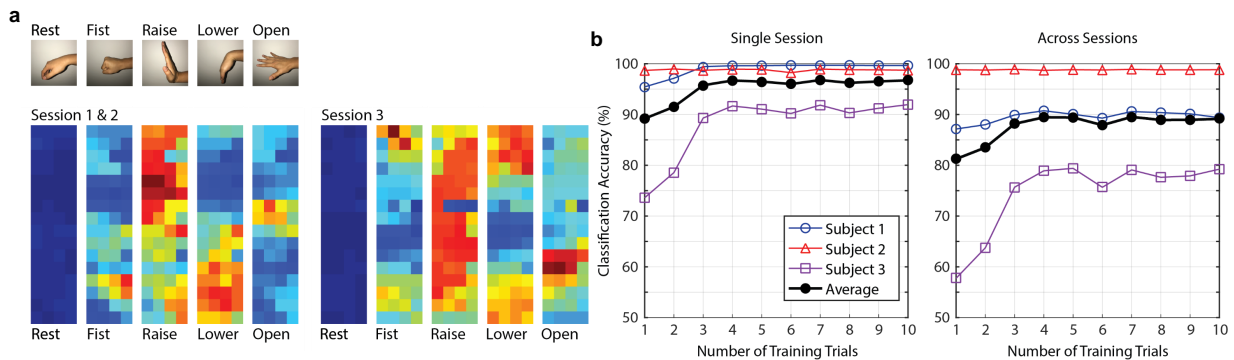 a
Rest Fist Raise Lower Open
Session 1 & 2
Session 3
Rest Fist Raise Lower Open
Rest Fist Raise Lower Open
b
Single Session
Across Sessions
Classification Accuracy (%)
100
90
80
70
60
50
1 2 3 4 5 6 7 8 9 10
Number of Training Trials
Subject 1
Subject 2
Subject 3
Average
100
90
80
70
60
50
1 2 3 4 5 6 7 8 9 10
Number of Training Trials